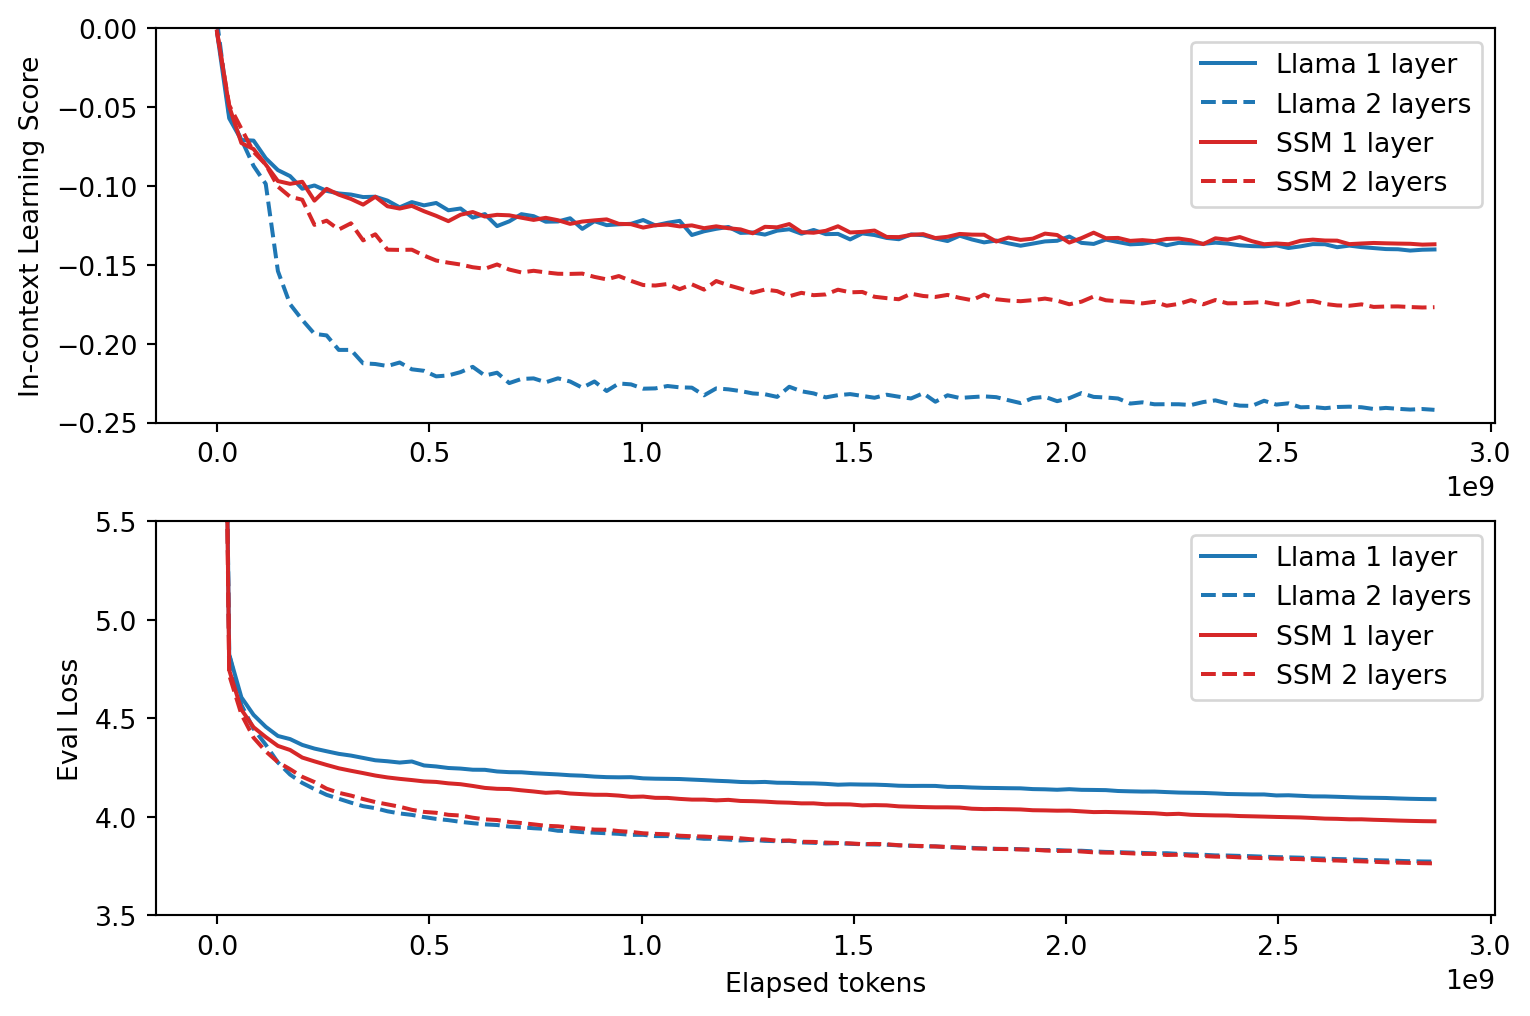 0.00
−0.05
−0.10
−0.15
−0.20
−0.25
In-context Learning Score
Llama 1 layer
Llama 2 layers
SSM 1 layer
SSM 2 layers
0.0 0.5 1.0 1.5 2.0 2.5 3.0
1e9
5.5
5.0
4.5
4.0
3.5
Eval Loss
Llama 1 layer
Llama 2 layers
SSM 1 layer
SSM 2 layers
0.0 0.5 1.0 1.5 2.0 2.5 3.0
1e9
Elapsed tokens